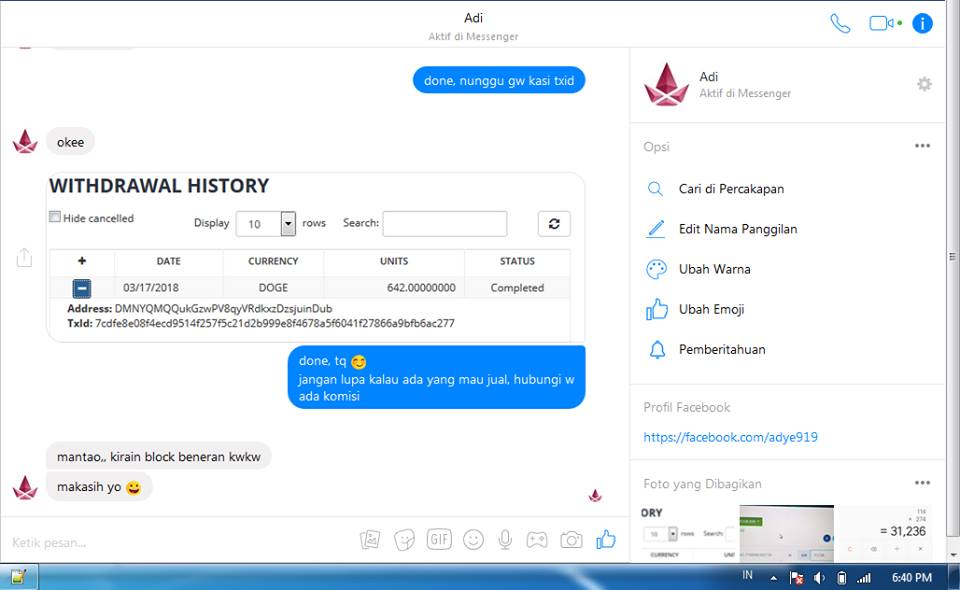 Adi
Aktif di Messenger
done, nunggu gw kasi txid
okee
WITHDRAWAL HISTORY
Hide cancelled
Display 10 rows
Search:
+ DATE CURRENCY UNITS STATUS
03/17/2018 DOGE 642.00000000 Completed
Address: DMNYQMQQukGzwPV8qyVRdkxzDzsjuinDub
TxId: 7cdfe8e08f4ecd9514f257f5c21d2b999e8f4678a5f6041f27866a9bfb6ac277
done, tq 😊
jangan lupa kalau ada yang mau jual, hubungi w
ada komisi
mantao,, kirain block beneran kwkw
makasih yo 😀
Ketik pesan...
GIF
Adi
Aktif di Messenger
Opsi
Cari di Percakapan
Edit Nama Panggilan
Ubah Warna
Ubah Emoji
Pemberitahuan
Profil Facebook
https://facebook.com/adye919
Foto yang Dibagikan
ORY
10 rows Search:
CURRENCY
114
× 274
= 31,236
IN
6:40 PM